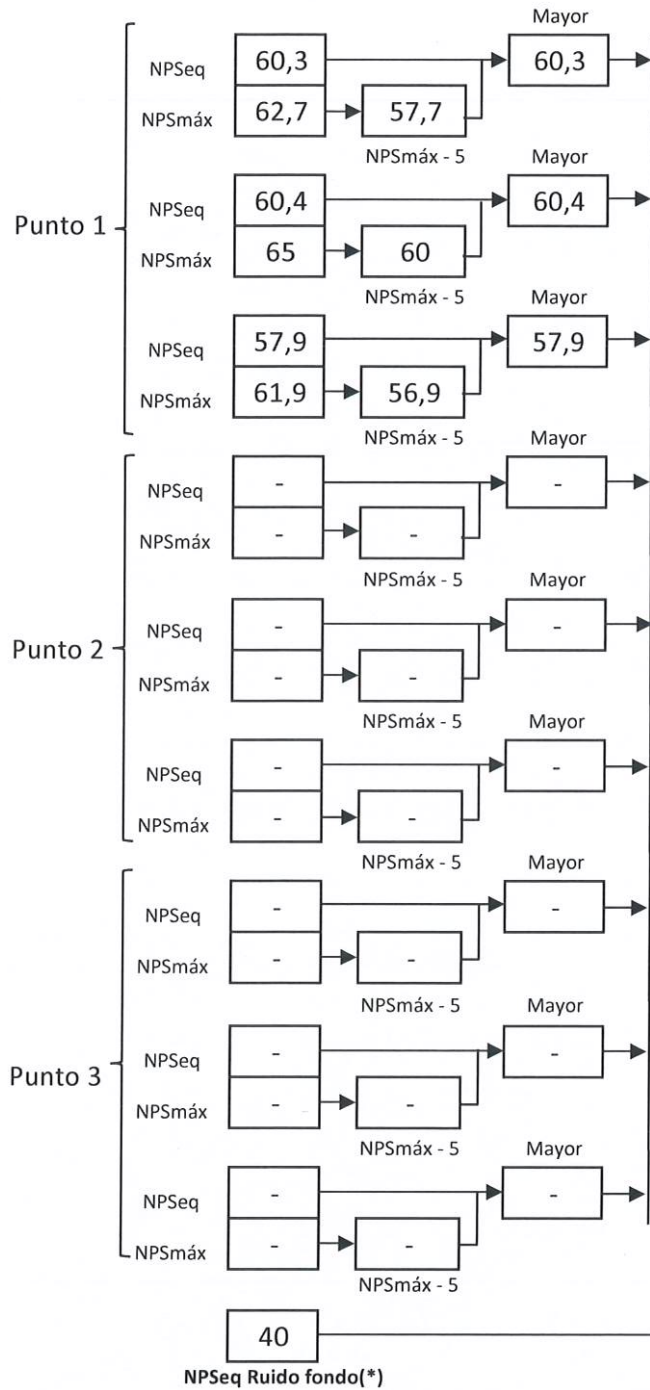 Mayor
NPSeq 60,3 60,3
NPSmáx 62,7 57,7
NPSmáx - 5
Mayor
Punto 1
NPSeq 60,4 60,4
NPSmáx 65 60
NPSmáx - 5
Mayor
NPSeq 57,9 57,9
NPSmáx 61,9 56,9
NPSmáx - 5
Mayor
NPSeq - -
NPSmáx - -
NPSmáx - 5
Mayor
Punto 2
NPSeq - -
NPSmáx - -
NPSmáx - 5
Mayor
NPSeq - -
NPSmáx - -
NPSmáx - 5
Mayor
NPSeq - -
NPSmáx - -
NPSmáx - 5
Mayor
Punto 3
NPSeq - -
NPSmáx - -
NPSmáx - 5
Mayor
NPSeq - -
NPSmáx - -
NPSmáx - 5
40
NPSeq Ruido fondo(*)